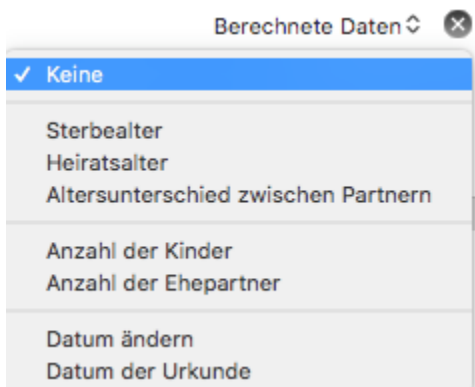 Berechnete Daten
Keine
Sterbealter
Heiratsalter
Altersunterschied zwischen Partnern
Anzahl der Kinder
Anzahl der Ehepartner
Datum ändern
Datum der Urkunde